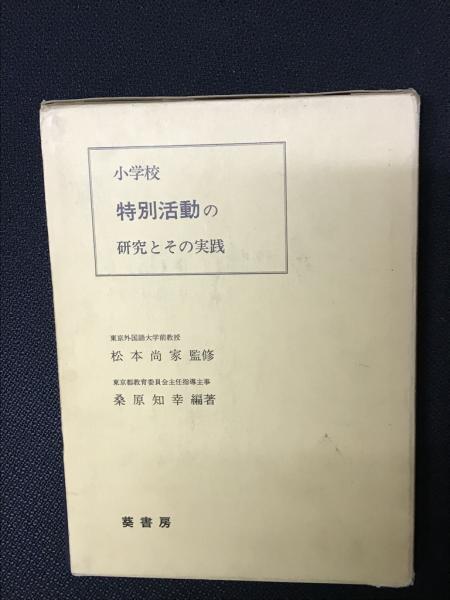 小学校
特別活動の
研究とその実践
東京外国語大学前教授
松本尚家 監修
東京都教育委員会主任指導主事
桑原知幸 編著
葵書房